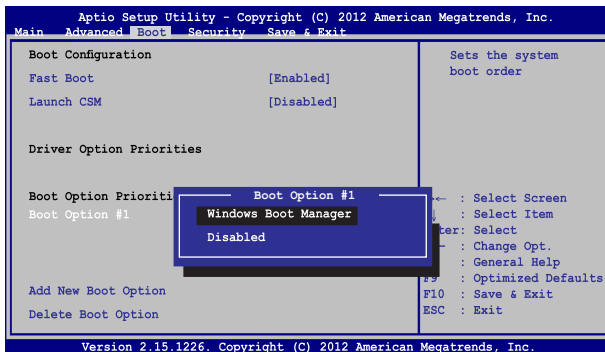 Aptio Setup Utility - Copyright (C) 2012 American Megatrends, Inc.
Main Advanced Boot Security Save & Exit
Boot Configuration
Fast Boot [Enabled]
Launch CSM [Disabled]
Driver Option Priorities
Boot Option Prioriti
Boot Option #1
Add New Boot Option
Delete Boot Option
Boot Option #1
Windows Boot Manager
Disabled
Sets the system
boot order
→← : Select Screen
: Select Item
ter: Select
— : Change Opt.
: General Help
F9 : Optimized Defaults
F10 : Save & Exit
ESC : Exit
Version 2.15.1226. Copyright (C) 2012 American Megatrends, Inc.